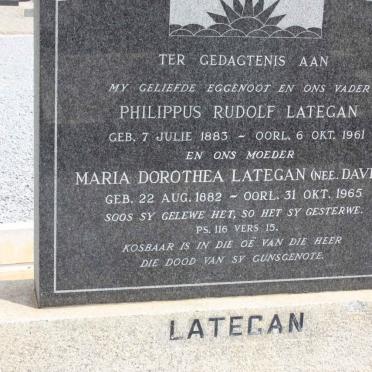 TER GEDAGTENIS AAN
MY GELIEFDE EGGENOOT EN ONS VADER
PHILIPPUS RUDOLF LATEGAN
GEB. 7 JULIE 1883 ~ OORL. 6 OKT. 1961
EN ONS MOEDER
MARIA DOROTHEA LATEGAN (NEE. DAV
GEB. 22 AUG. 1882 ~ OORL. 31 OKT. 1965
SOOS SY GELEWE HET, SO HET SY GESTERWE.
PS. 116 VERS 15.
KOSBAAR IS IN DIE OË VAN DIE HEER
DIE DOOD VAN SY GUNSGENOTE.
LATEGAN